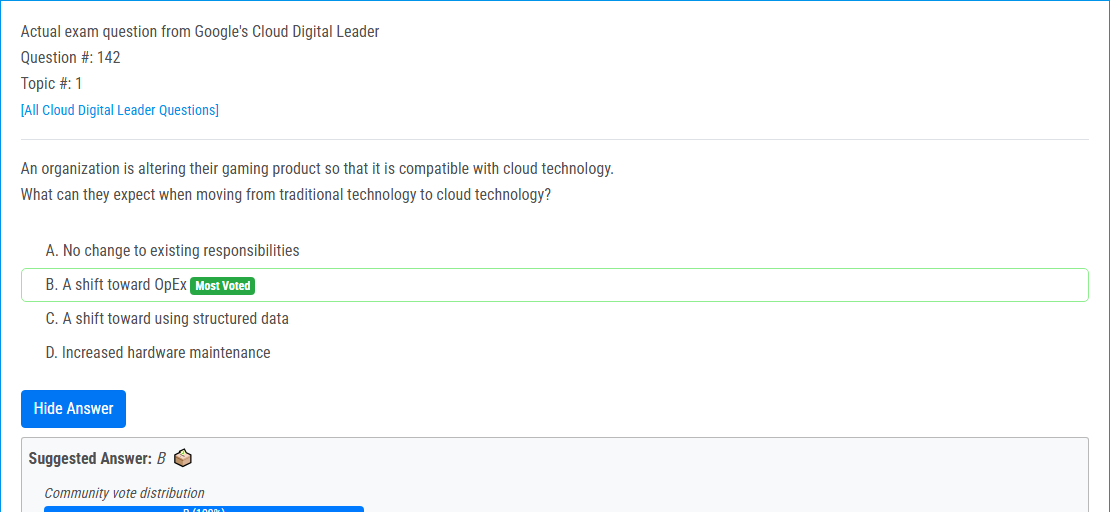 Actual exam question from Google's Cloud Digital Leader
Question #: 142
Topic #: 1
[All Cloud Digital Leader Questions]
An organization is altering their gaming product so that it is compatible with cloud technology.
What can they expect when moving from traditional technology to cloud technology?
A. No change to existing responsibilities
B. A shift toward OpEx Most Voted
C. A shift toward using structured data
D. Increased hardware maintenance
Hide Answer
Suggested Answer: B
Community vote distribution
B (100%)